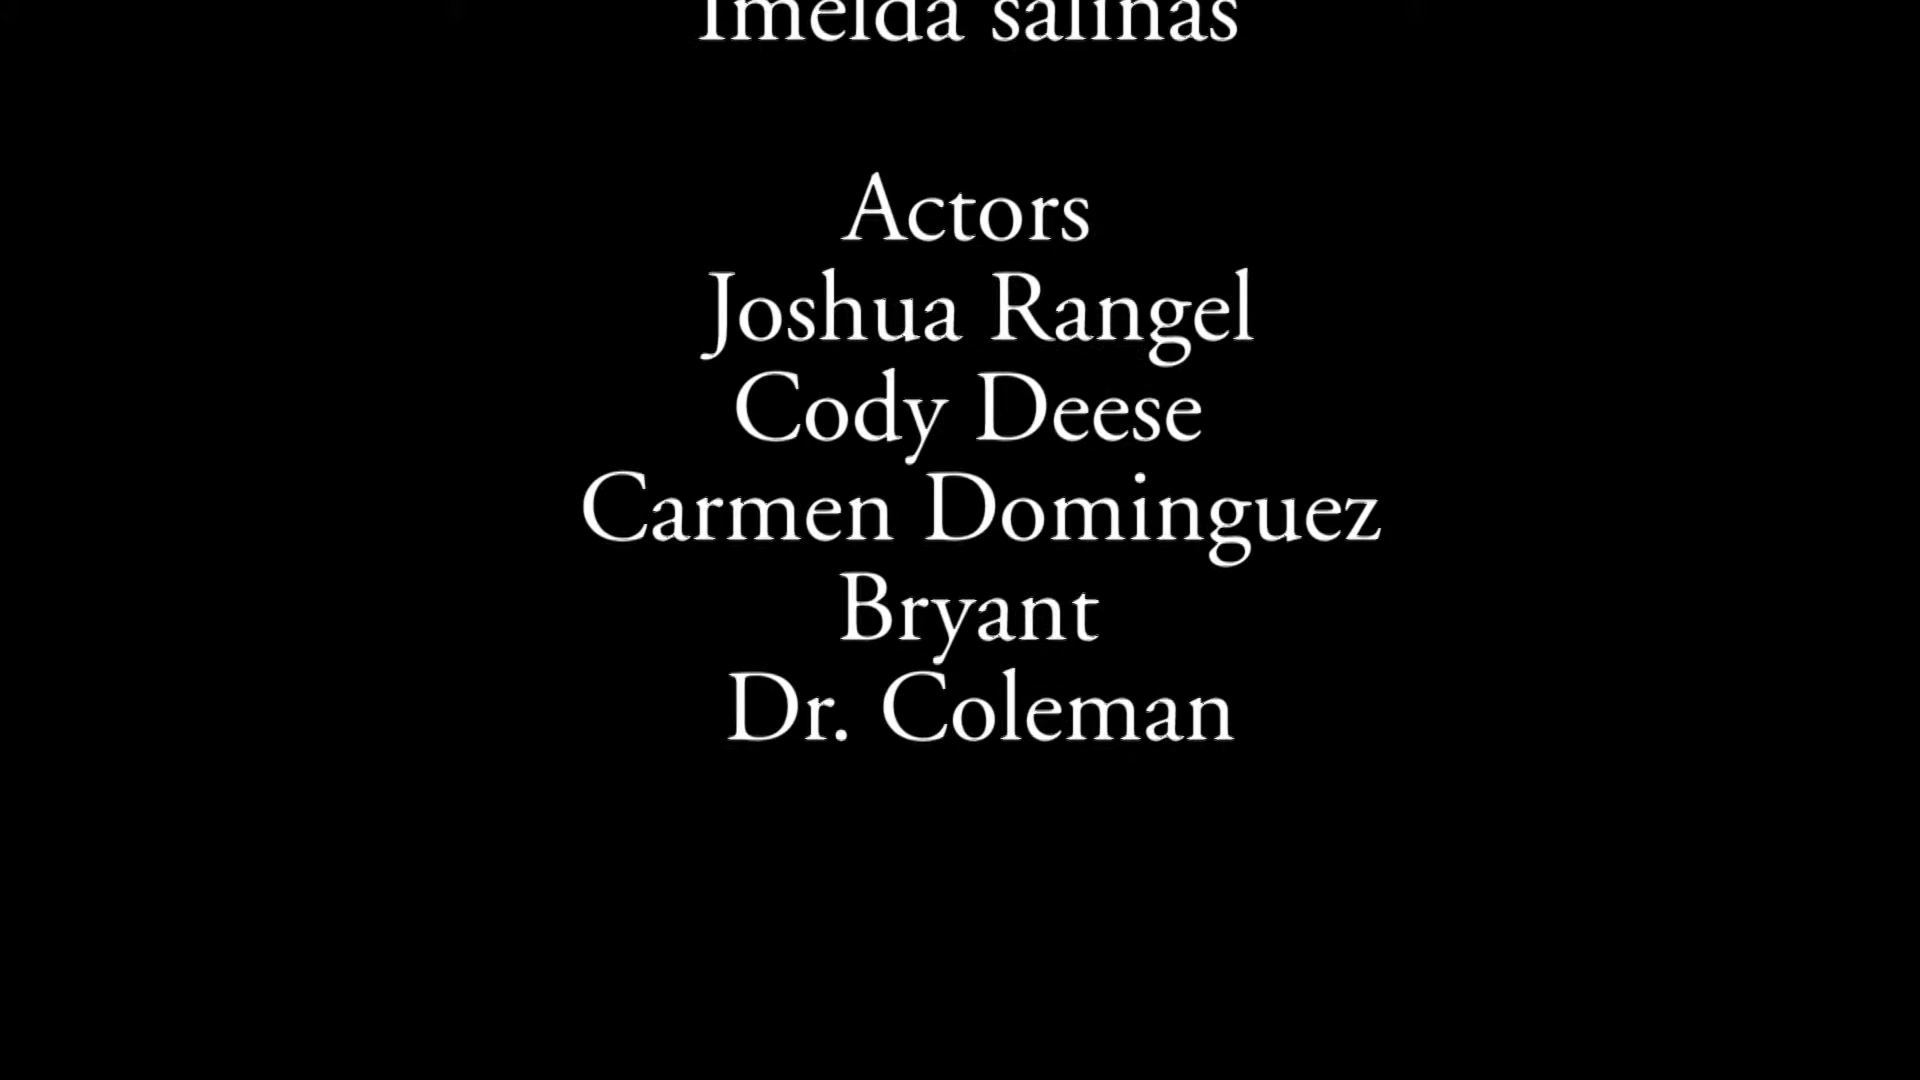 Imelda salinas
Actors
Joshua Rangel
Cody Deese
Carmen Dominguez
Bryant
Dr. Coleman